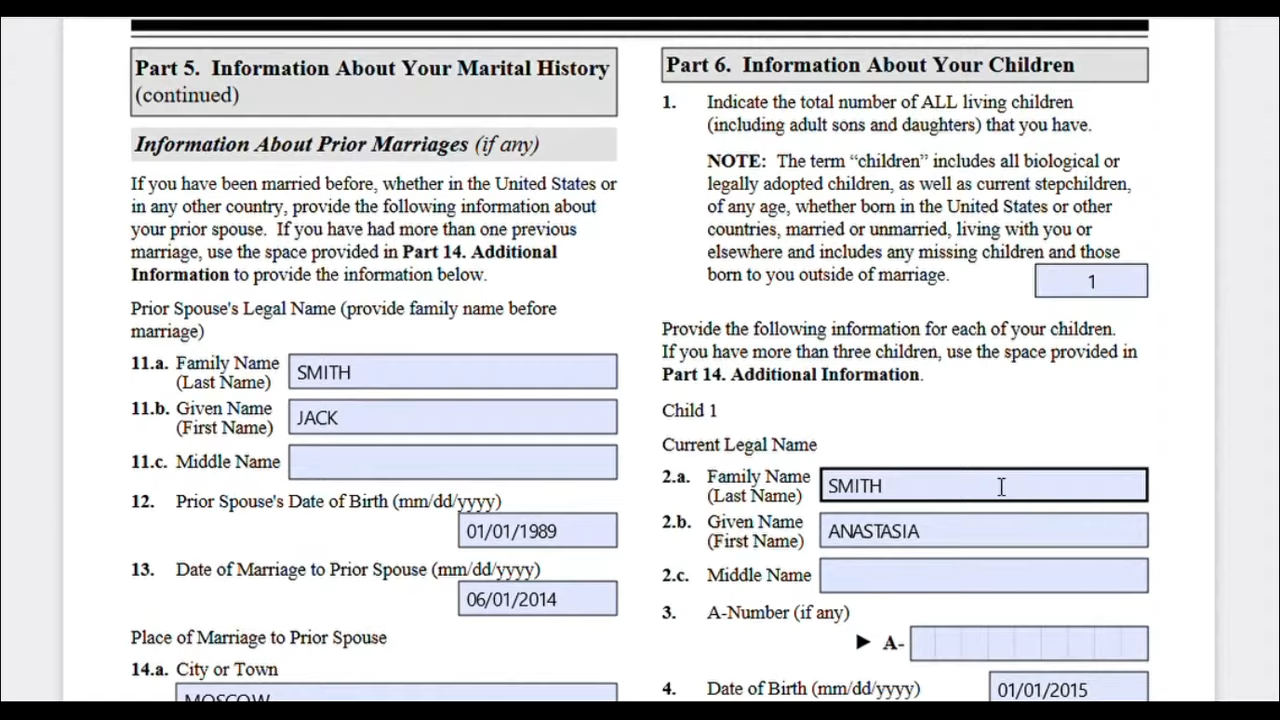 Part 5. Information About Your Marital History
(continued)
Information About Prior Marriages (if any)
If you have been married before, whether in the United States or
in any other country, provide the following information about
your prior spouse. If you have had more than one previous
marriage, use the space provided in Part 14. Additional
Information to provide the information below.
Prior Spouse's Legal Name (provide family name before
marriage)
11.a. Family Name
(Last Name)
SMITH
11.b. Given Name
(First Name)
JACK
11.c. Middle Name
12. Prior Spouse's Date of Birth (mm/dd/yyyy)
01/01/1989
13. Date of Marriage to Prior Spouse (mm/dd/yyyy)
06/01/2014
Place of Marriage to Prior Spouse
14.a. City or Town
MOSCOW
Part 6. Information About Your Children
1. Indicate the total number of ALL living children
(including adult sons and daughters) that you have.
NOTE: The term “children” includes all biological or
legally adopted children, as well as current stepchildren,
of any age, whether born in the United States or other
countries, married or unmarried, living with you or
elsewhere and includes any missing children and those
born to you outside of marriage.
1
Provide the following information for each of your children.
If you have more than three children, use the space provided in
Part 14. Additional Information.
Child 1
Current Legal Name
2.a. Family Name
(Last Name)
SMITH
2.b. Given Name
(First Name)
ANASTASIA
2.c. Middle Name
3. A-Number (if any)
► A-
4. Date of Birth (mm/dd/yyyy)
01/01/2015